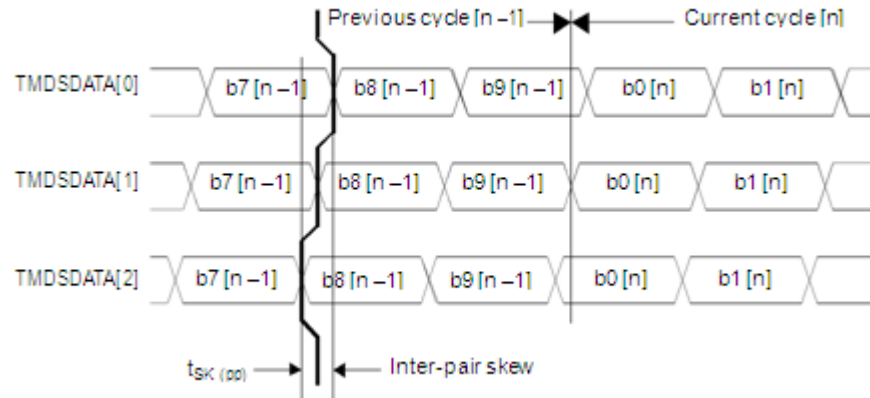 Previous cycle [n –1] Current cycle [n]
TMDSDATA[0] b7 [n –1] b8 [n –1] b9 [n –1] b0 [n] b1 [n]
TMDSDATA[1] b7 [n –1] b8 [n –1] b9 [n –1] b0 [n] b1 [n]
TMDSDATA[2] b7 [n –1] b8 [n –1] b9 [n –1] b0 [n] b1 [n]
tSK (pp) Inter-pair skew